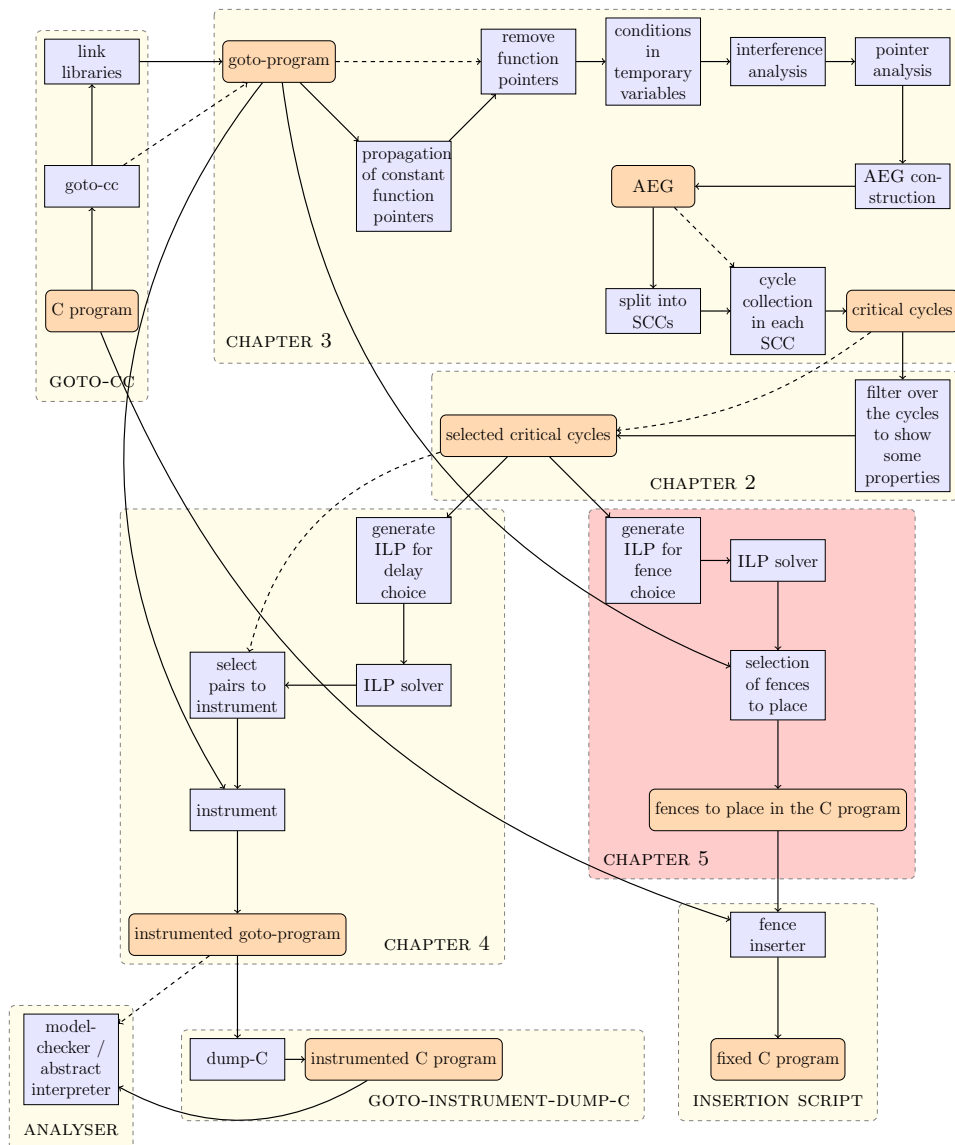 link
libraries
goto-cc
C program
GOTO-CC
goto-program
propagation
of constant
function
pointers
remove
function
pointers
conditions
in
temporary
variables
interference
analysis
pointer
analysis
AEG con-
struction
AEG
split into
SCCs
cycle
collection
in each
SCC
critical cycles
CHAPTER 3
filter over
the cycles
to show
some
properties
selected critical cycles
CHAPTER 2
generate
ILP for
delay
choice
ILP solver
select
pairs to
instrument
instrument
instrumented goto-program
CHAPTER 4
generate
ILP for
fence
choice
ILP solver
selection
of fences
to place
fences to place in the C program
CHAPTER 5
fence
inserter
fixed C program
INSERTION SCRIPT
dump-C
instrumented C program
GOTO-INSTRUMENT-DUMP-C
model-
checker /
abstract
interpreter
ANALYSER